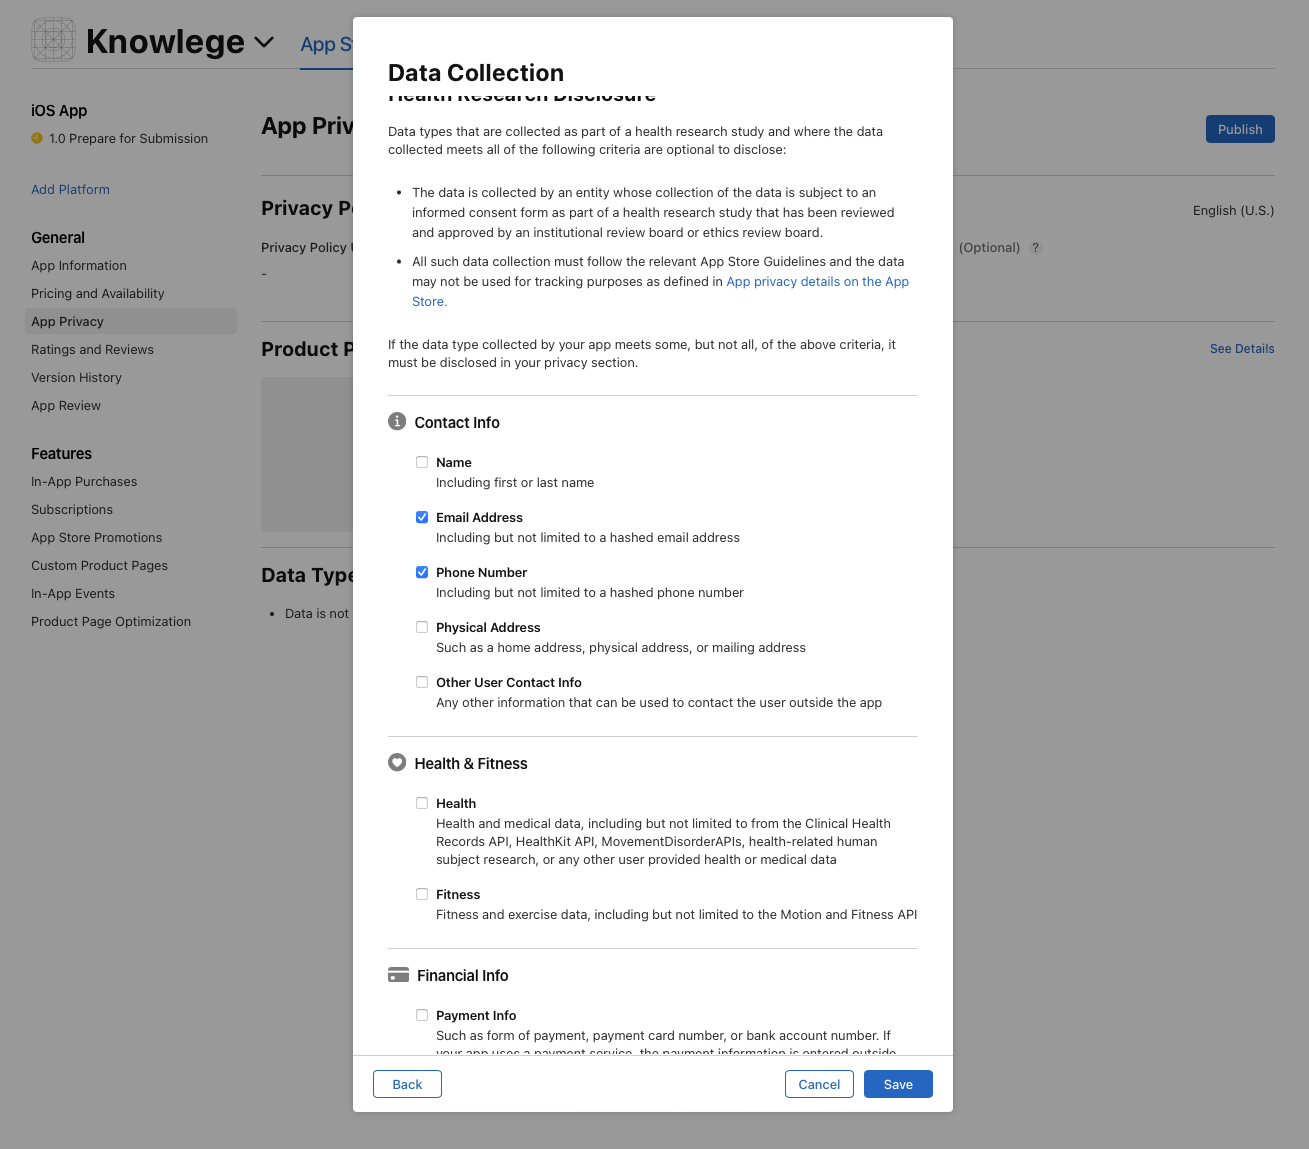 Knowlege
App St
iOS App
1.0 Prepare for Submission
Add Platform
General
App Information
Pricing and Availability
App Privacy
Ratings and Reviews
Version History
App Review
Features
In-App Purchases
Subscriptions
App Store Promotions
Custom Product Pages
In-App Events
Product Page Optimization
App Priv
Publish
Privacy Po
English (U.S.)
Privacy Policy U
(Optional) ?
-
Product P
See Details
Data Type
Data is not
Data Collection
Health Research Disclosure
Data types that are collected as part of a health research study and where the data
collected meets all of the following criteria are optional to disclose:
• The data is collected by an entity whose collection of the data is subject to an
informed consent form as part of a health research study that has been reviewed
and approved by an institutional review board or ethics review board.
• All such data collection must follow the relevant App Store Guidelines and the data
may not be used for tracking purposes as defined in App privacy details on the App
Store.
If the data type collected by your app meets some, but not all, of the above criteria, it
must be disclosed in your privacy section.
Contact Info
Name
Including first or last name
Email Address
Including but not limited to a hashed email address
Phone Number
Including but not limited to a hashed phone number
Physical Address
Such as a home address, physical address, or mailing address
Other User Contact Info
Any other information that can be used to contact the user outside the app
Health & Fitness
Health
Health and medical data, including but not limited to from the Clinical Health
Records API, HealthKit API, MovementDisorderAPIs, health-related human
subject research, or any other user provided health or medical data
Fitness
Fitness and exercise data, including but not limited to the Motion and Fitness API
Financial Info
Payment Info
Such as form of payment, payment card number, or bank account number. If
your app uses a payment service, the payment information is entered outside
Back
Cancel
Save